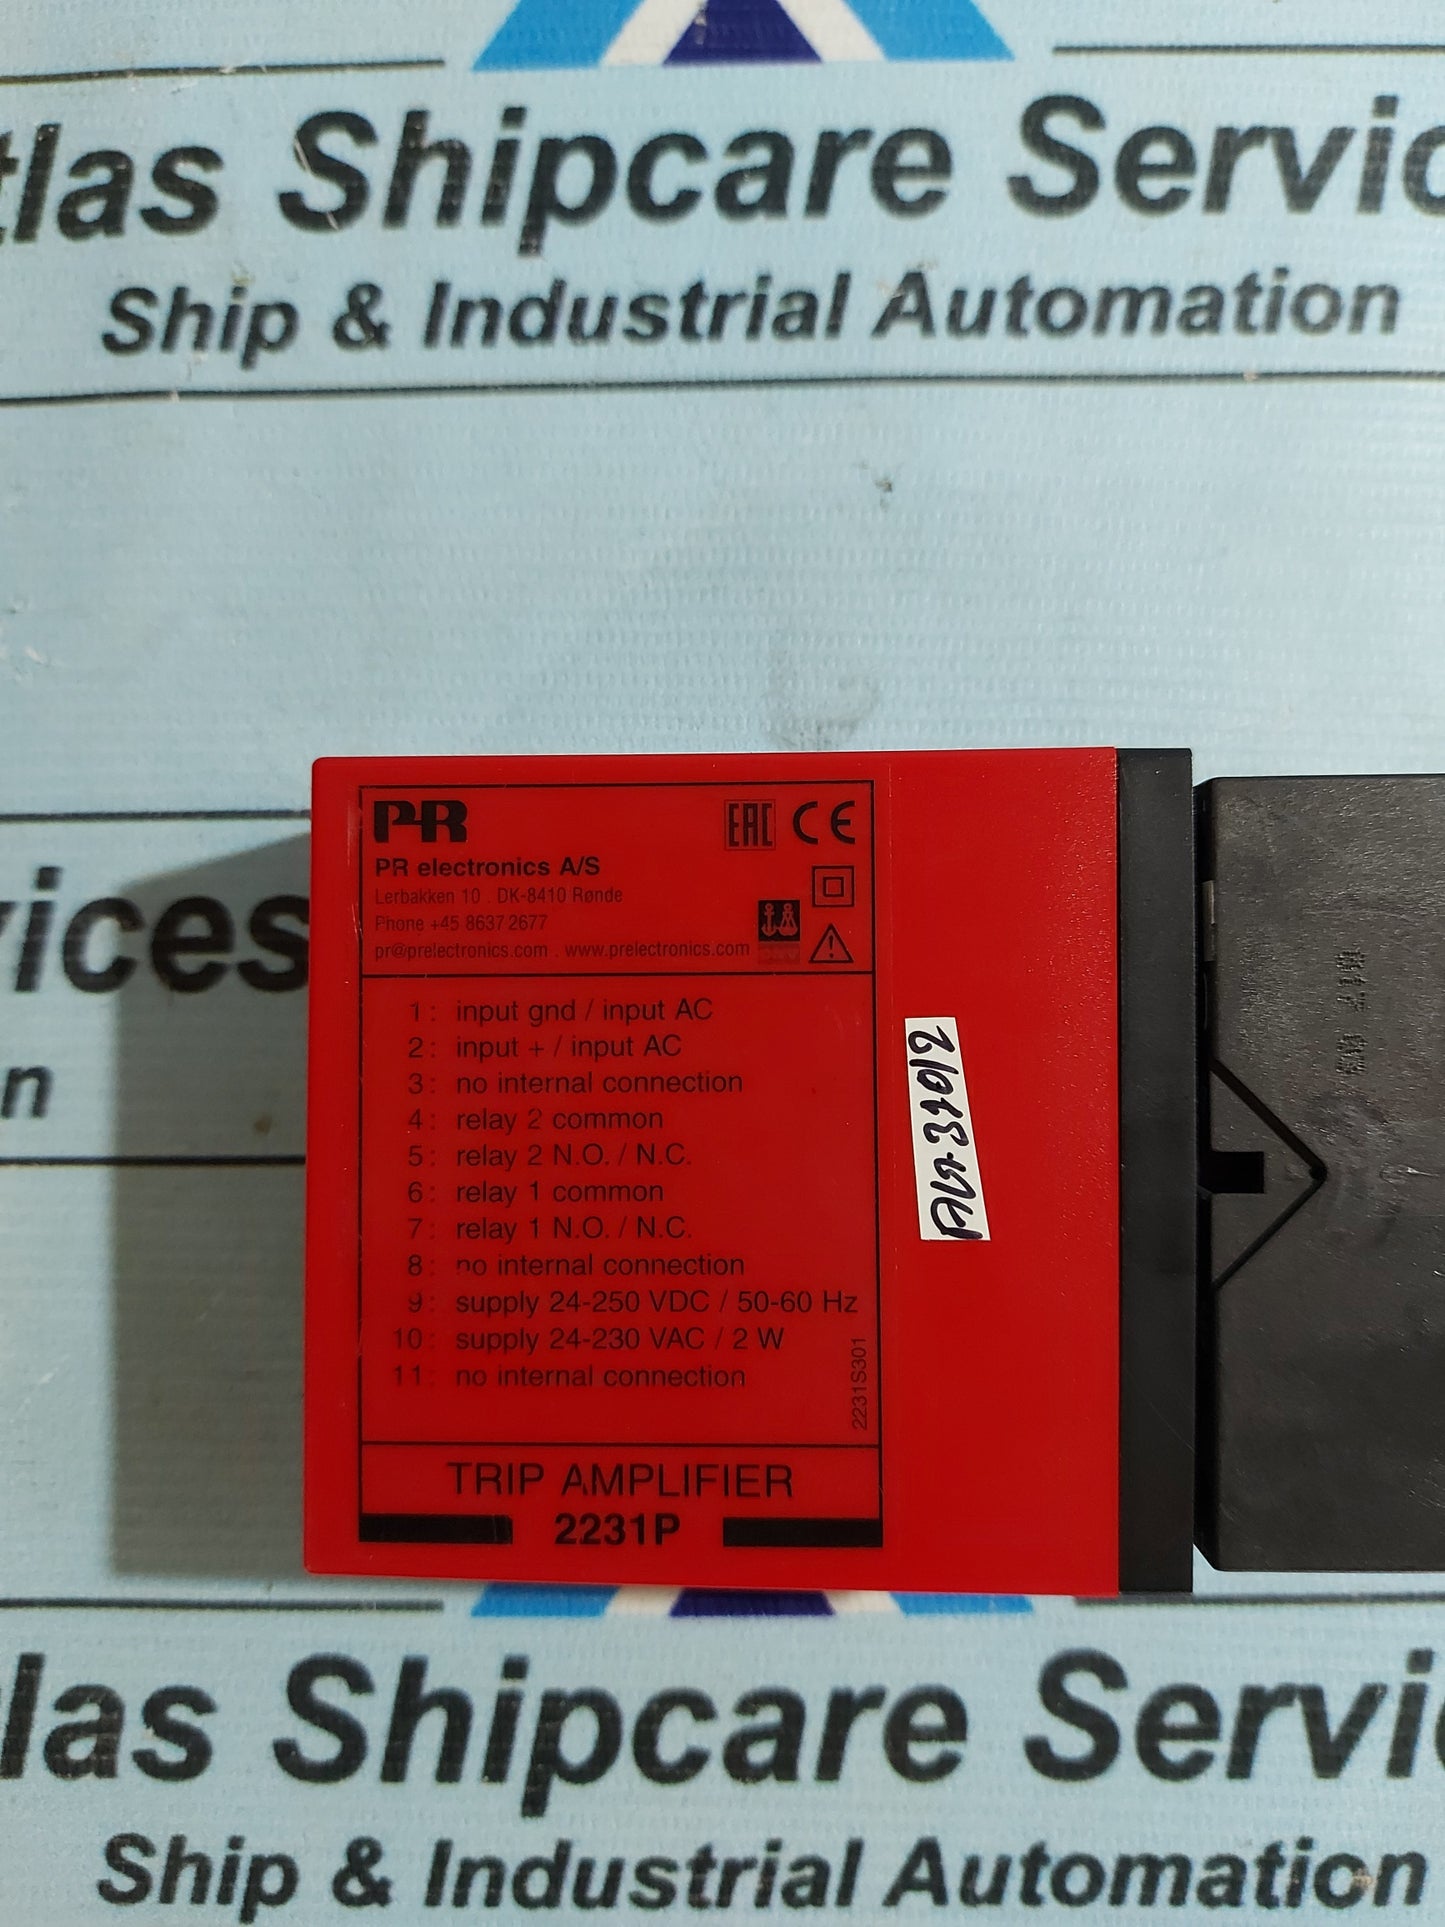 tlas Shipcare Servic
Ship & Industrial Automation
vices
n
PR
EAC CE
PR electronics A/S
Lerbakken 10 . DK-8410 Rønde
Phone +45 8637 2677
pr@prelectronics.com . www.prelectronics.com
1: input gnd / input AC
2: input + / input AC
3: no internal connection
4: relay 2 common
5: relay 2 N.O. / N.C.
6: relay 1 common
7: relay 1 N.O. / N.C.
8: no internal connection
9: supply 24-250 VDC / 50-60 Hz
10: supply 24-230 VAC / 2 W
11: no internal connection
2231S301
TRIP AMPLIFIER
2231P
las Shipcare Servi
Ship & Industrial Automation